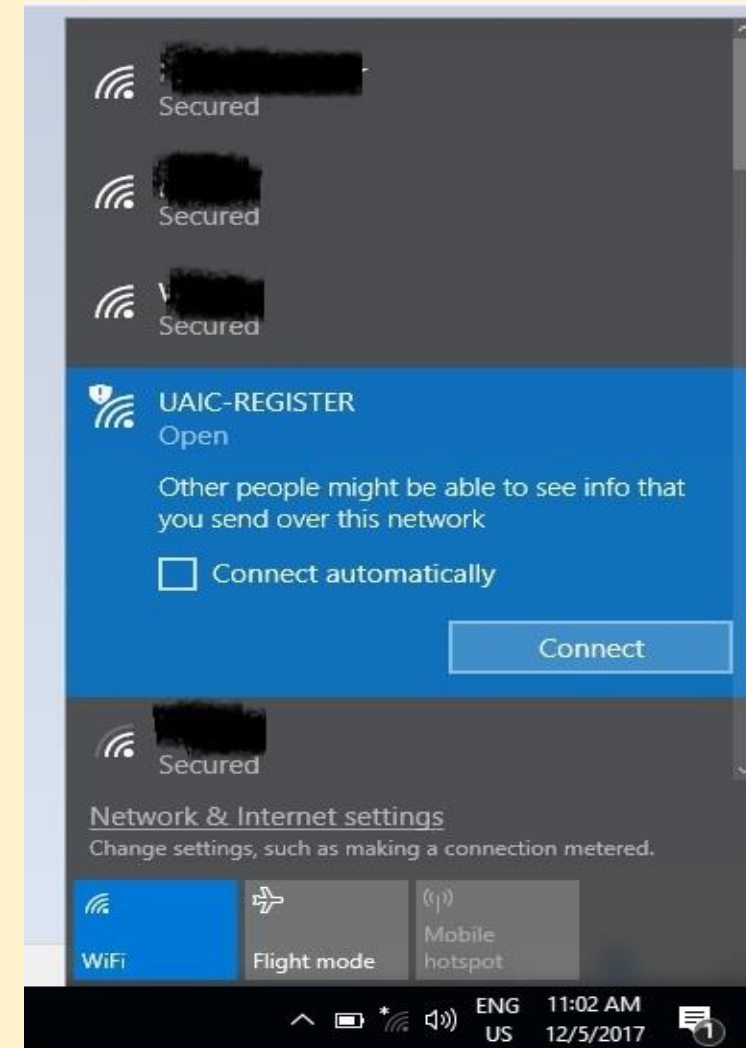 Secured
Secured
Secured
UAIC-REGISTER
Open
Other people might be able to see info that
you send over this network
Connect automatically
Connect
Secured
Network & Internet settings
Change settings, such as making a connection metered.
WiFi
Flight mode
Mobile
hotspot
ENG
US
11:02 AM
12/5/2017
1